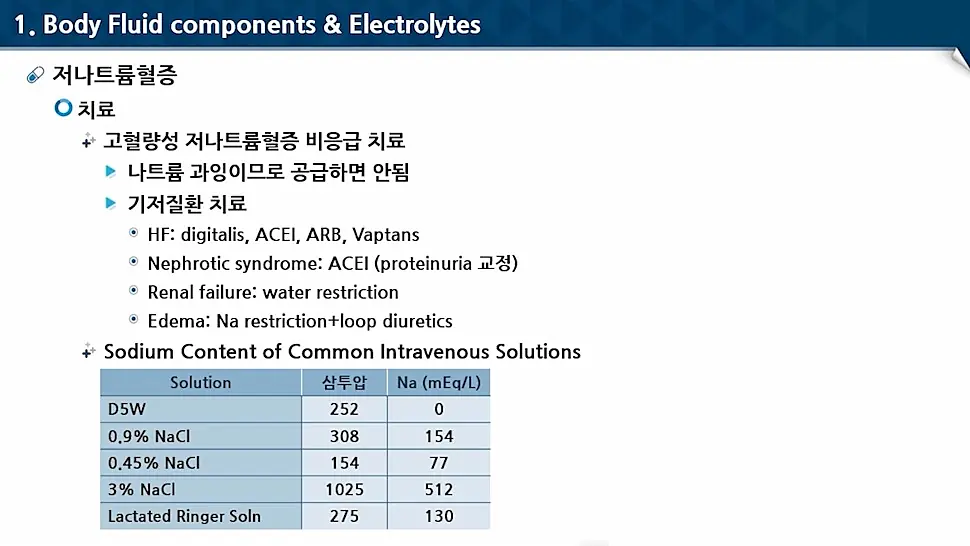 1. Body Fluid components & Electrolytes
저나트륨혈증
치료
고혈량성 저나트륨혈증 비응급 치료
나트륨 과잉이므로 공급하면 안됨
기저질환 치료
HF: digitalis, ACEI, ARB, Vaptans
Nephrotic syndrome: ACEI (proteinuria 교정)
Renal failure: water restriction
Edema: Na restriction+loop diuretics
Sodium Content of Common Intravenous Solutions
Solution 삼투압 Na (mEq/L)
D5W 252 0
0.9% NaCl 308 154
0.45% NaCl 154 77
3% NaCl 1025 512
Lactated Ringer Soln 275 130